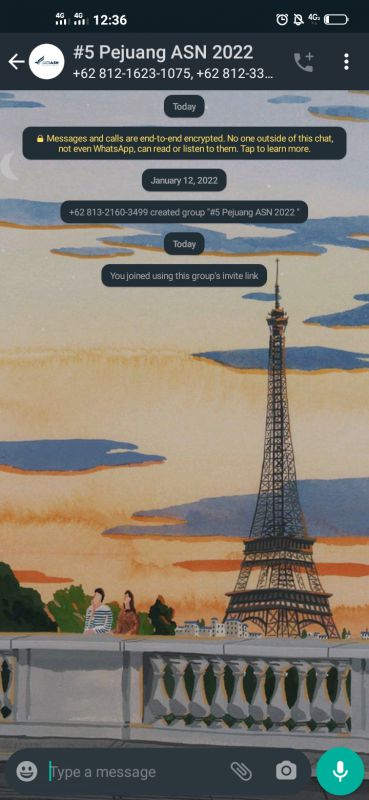 4G 4G 12:36 4G
#5 Pejuang ASN 2022
+62 812-1623-1075, +62 812-33...
Today
Messages and calls are end-to-end encrypted. No one outside of this chat,
not even WhatsApp, can read or listen to them. Tap to learn more.
January 12, 2022
+62 813-2160-3499 created group "#5 Pejuang ASN 2022 "
Today
You joined using this group's invite link
Type a message